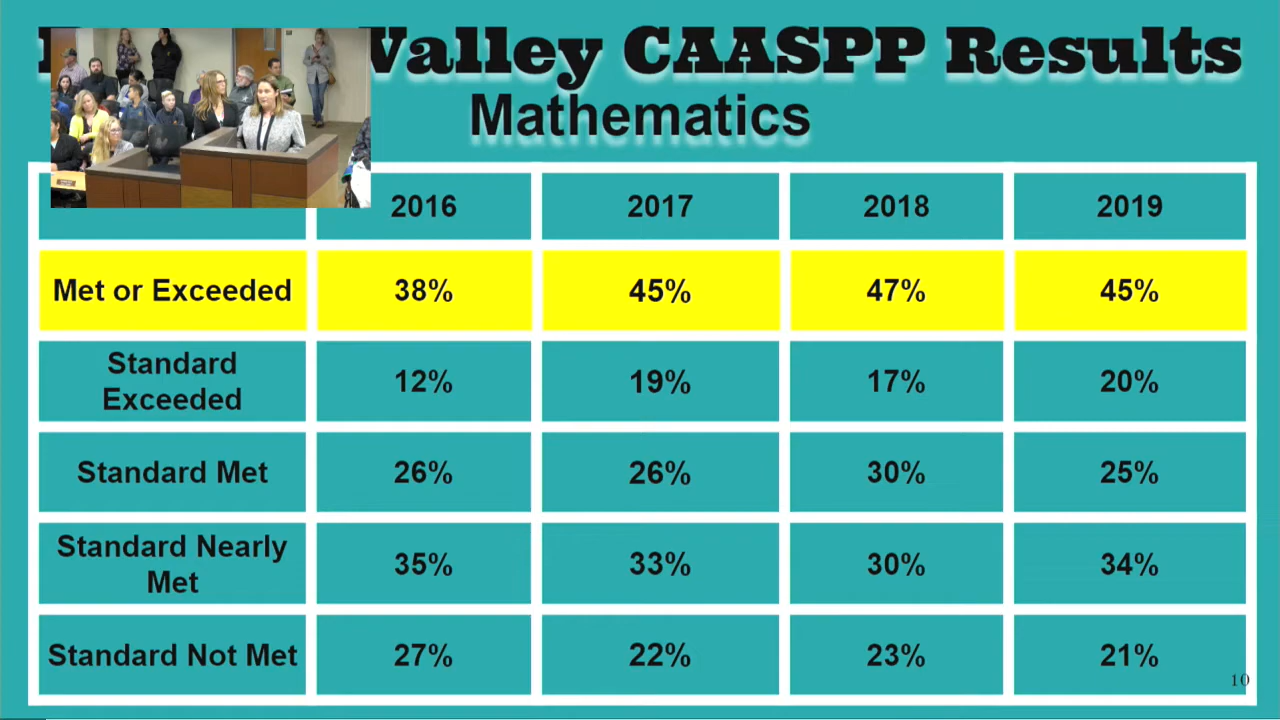 Valley CAASPP Results
Mathematics
2016 2017 2018 2019
Met or Exceeded 38% 45% 47% 45%
Standard
Exceeded 12% 19% 17% 20%
Standard Met 26% 26% 30% 25%
Standard Nearly
Met 35% 33% 30% 34%
Standard Not Met 27% 22% 23% 21%
10